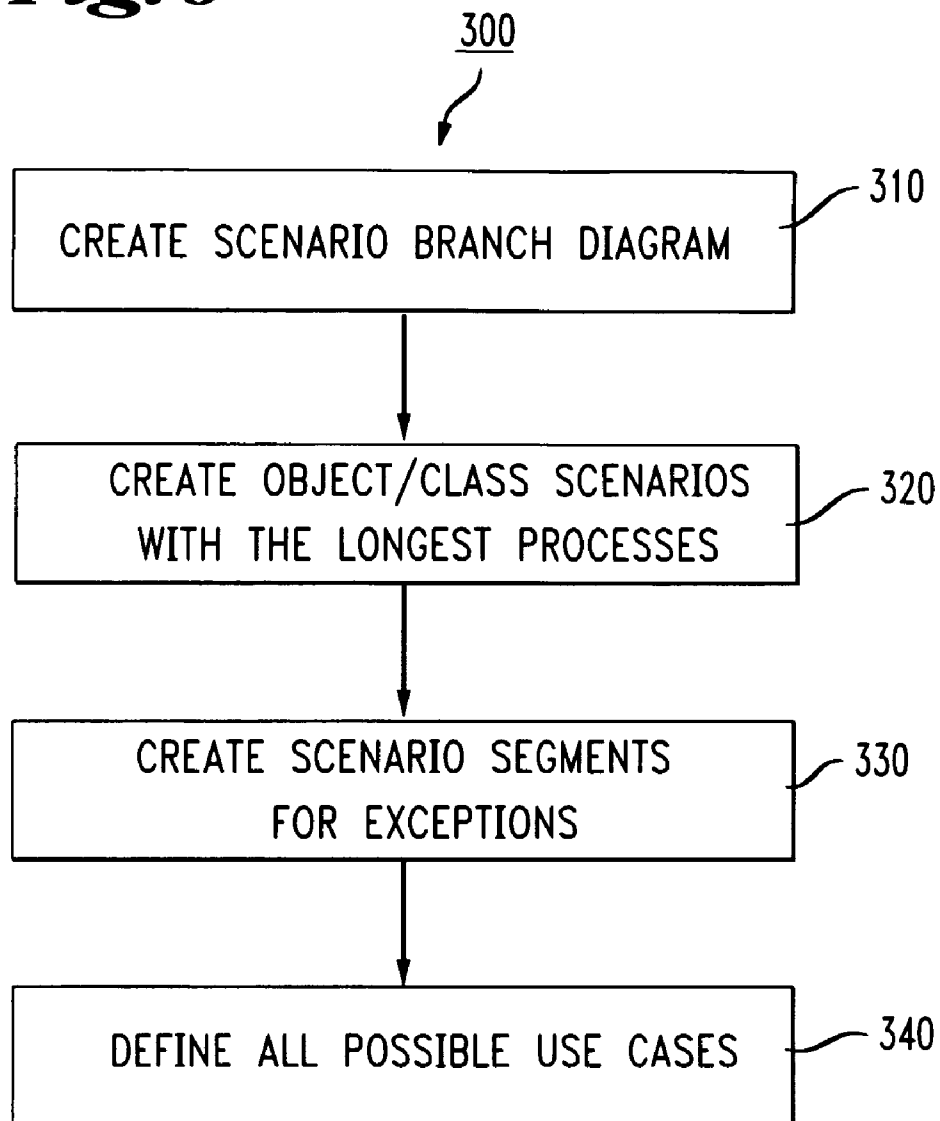 300
CREATE SCENARIO BRANCH DIAGRAM
310
CREATE OBJECT/CLASS SCENARIOS
WITH THE LONGEST PROCESSES
320
CREATE SCENARIO SEGMENTS
FOR EXCEPTIONS
330
DEFINE ALL POSSIBLE USE CASES
340